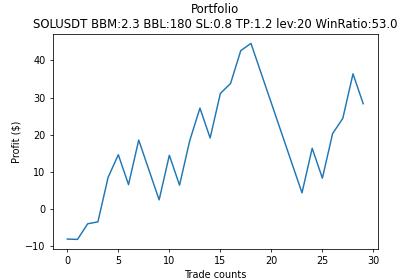 Portfolio
SOLUSDT BBM:2.3 BBL:180 SL:0.8 TP:1.2 lev:20 WinRatio:53.0
Profit ($)
40
30
20
10
0
−10
0 5 10 15 20 25 30
Trade counts